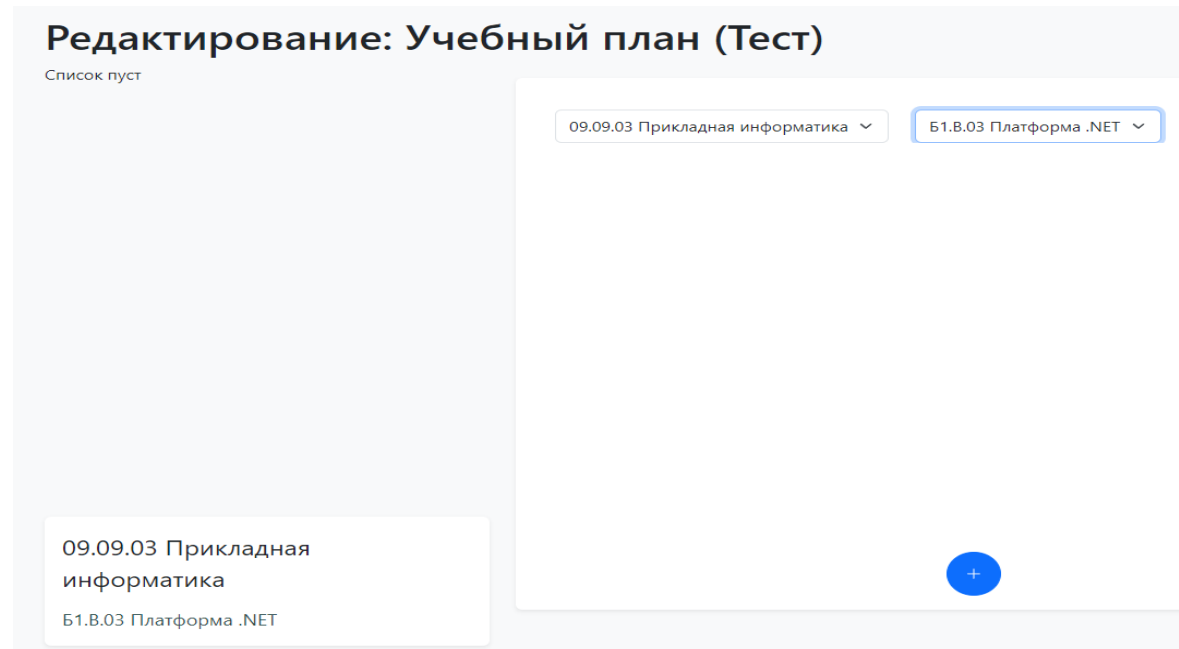 Редактирование: Учебный план (Тест)
Список пуст
09.09.03 Прикладная информатика
Б1.В.03 Платформа .NET
09.09.03 Прикладная
информатика
Б1.В.03 Платформа .NET
+